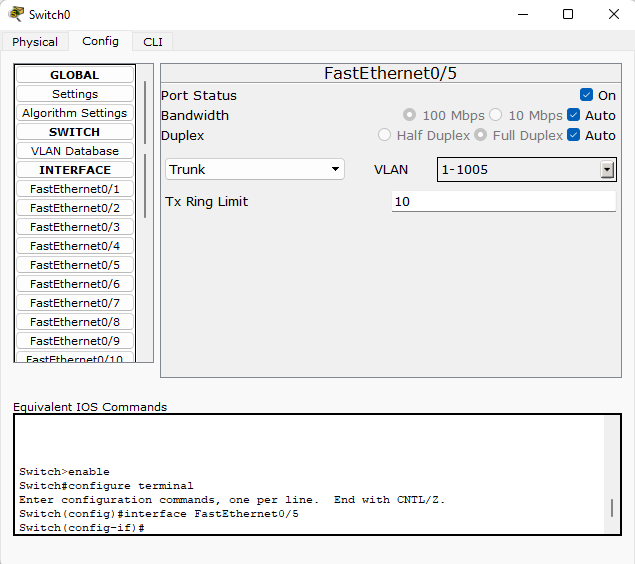 Switch0
Physical Config CLI
GLOBAL
Settings
Algorithm Settings
SWITCH
VLAN Database
INTERFACE
FastEthernet0/1
FastEthernet0/2
FastEthernet0/3
FastEthernet0/4
FastEthernet0/5
FastEthernet0/6
FastEthernet0/7
FastEthernet0/8
FastEthernet0/9
FastEthernet0/10
FastEthernet0/5
Port Status On
Bandwidth 100 Mbps 10 Mbps Auto
Duplex Half Duplex Full Duplex Auto
Trunk VLAN 1-1005
Tx Ring Limit 10
Equivalent IOS Commands
Switch>enable
Switch#configure terminal
Enter configuration commands, one per line.  End with CNTL/Z.
Switch(config)#interface FastEthernet0/5
Switch(config-if)#